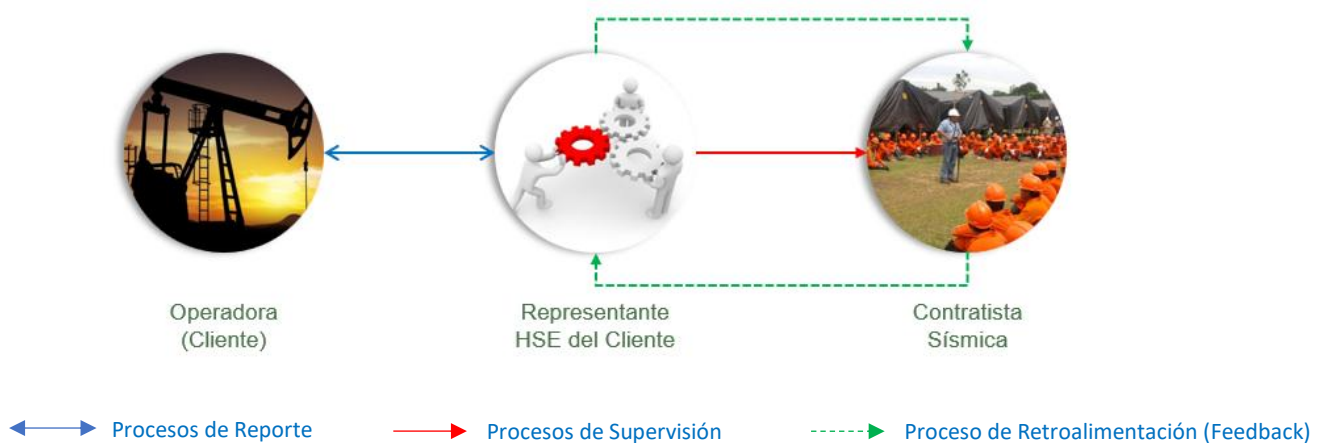 Operadora
(Cliente)
Representante
HSE del Cliente
Contratista
Sísmica
Procesos de Reporte
Procesos de Supervisión
Proceso de Retroalimentación (Feedback)